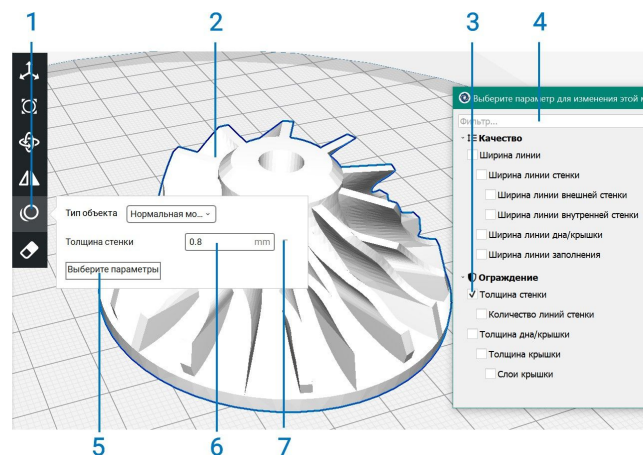 1
2
3
4
Выберите параметр для изменения этой м
Фильтр...
Качество
Ширина линии
Ширина линии стенки
Ширина линии внешней стенки
Ширина линии внутренней стенки
Ширина линии дна/крышки
Ширина линии заполнения
Ограждение
Толщина стенки
Количество линий стенки
Толщина дна/крышки
Толщина крышки
Слои крышки
Тип объекта Нормальная мо...
Толщина стенки 0.8 mm
Выберите параметры
5
6
7